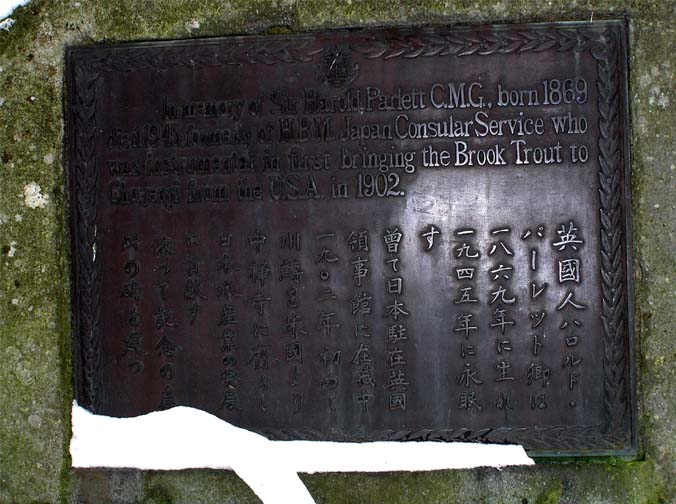 In memory of Sir Harold Parlett C.M.G., born 1869
died 1945 formerly of H.B.M. Japan Consular Service who
was instrumental in first bringing the Brook Trout to
Chuzenji from the U.S.A. in 1902.
英國人ハロルド・
パーレット卿は
一八六九年に生れ
一九四五年に永眠
す
曾て日本駐在英國
領事館に在職中
一九〇二年初めて
川鱒を米國より
中禅寺に齎らし
日本水産業の発展
に貢献す
依って記念の為
此の碑を建つ